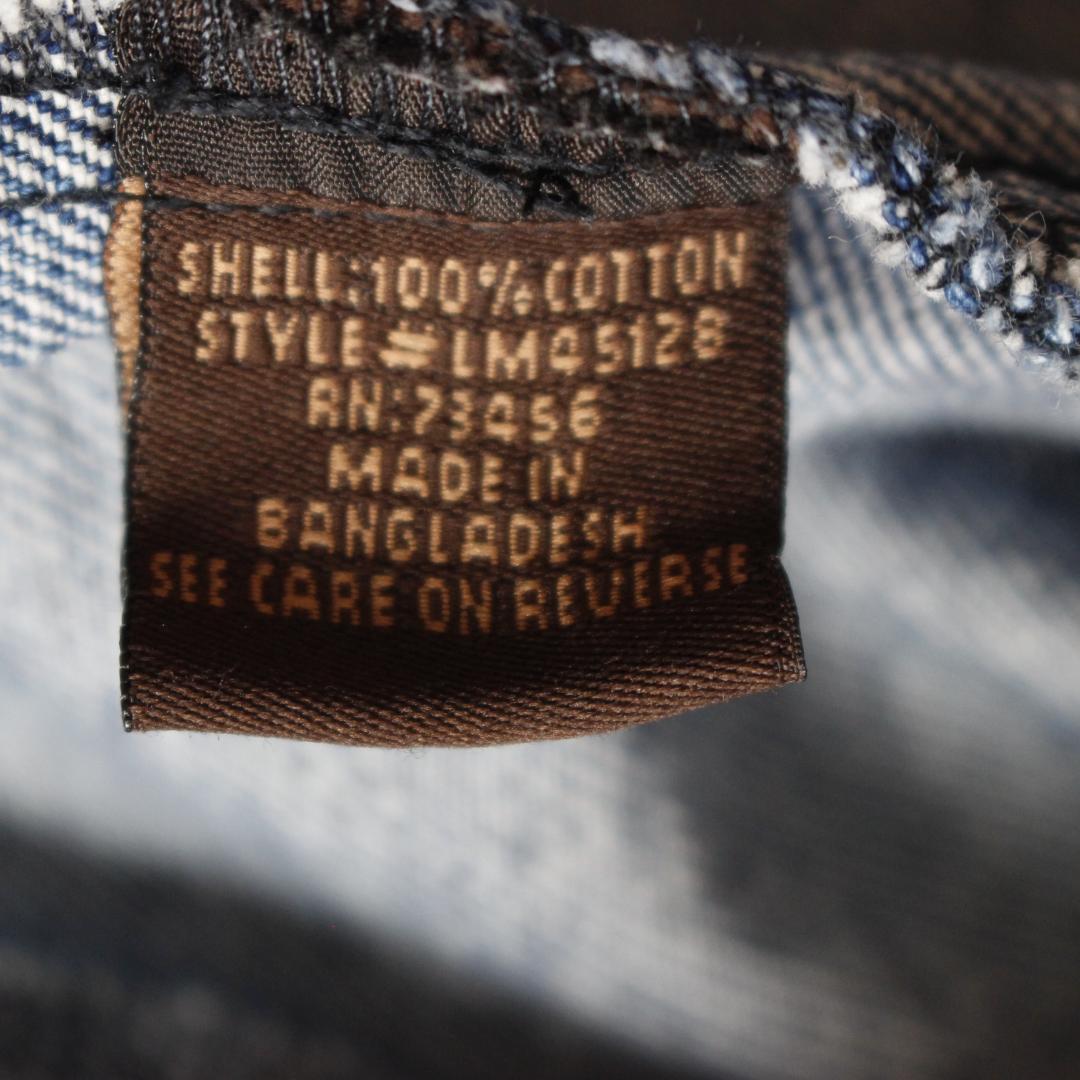 SHELL:100%COTTON
STYLE#LM45128
RN:73456
MADE IN
BANGLADESH
SEE CARE ON REVERSE